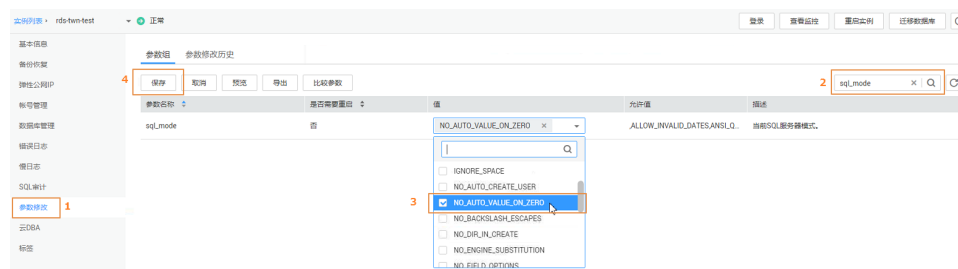 实例列表 rds-twn-test 正常 登录 查看监控 重启实例 迁移数据库
基本信息
备份恢复
弹性公网IP
帐号管理
数据库管理
错误日志
慢日志
SQL审计
参数修改 1
云DBA
标签
参数组 参数修改历史
4 保存 取消 预览 导出 比较参数 2 sql_mode ×
参数名称 是否需要重启 值 允许值 描述
sql_mode 否 NO_AUTO_VALUE_ON_ZERO × ,ALLOW_INVALID_DATES,ANSI_Q... 当前SQL服务器模式。
IGNORE_SPACE
NO_AUTO_CREATE_USER
3 NO_AUTO_VALUE_ON_ZERO
NO_BACKSLASH_ESCAPES
NO_DIR_IN_CREATE
NO_ENGINE_SUBSTITUTION
NO_FIELD_OPTIONS